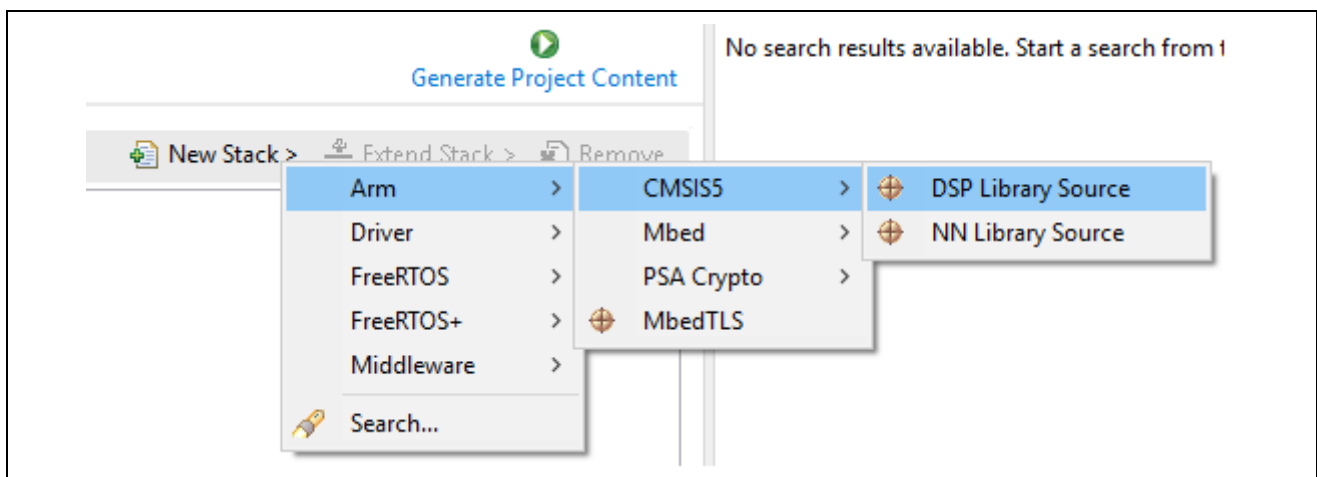 No search results available. Start a search from t
Generate Project Content
New Stack > Extend Stack > Remove
Arm > CMSIS5 > DSP Library Source
Driver > Mbed > NN Library Source
FreeRTOS PSA Crypto >
FreeRTOS+ > MbedTLS
Middleware >
Search...